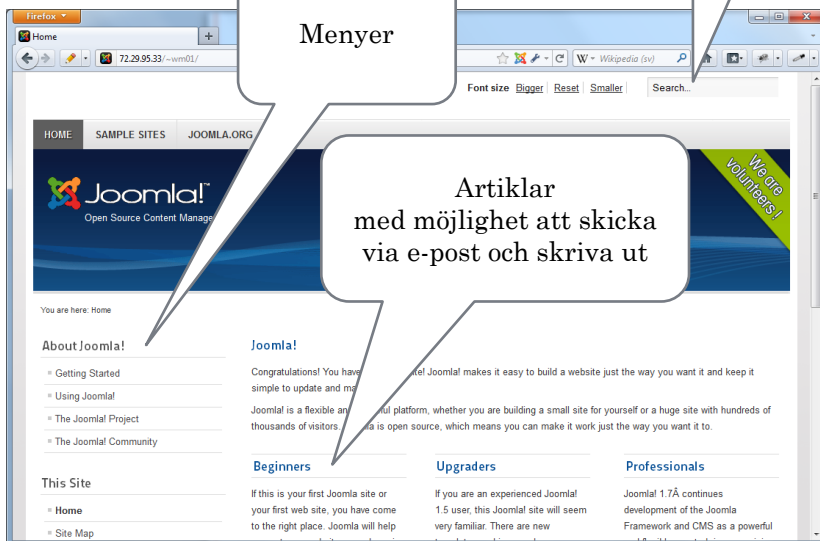 Firefox
Home
Menyer
72.29.95.33/~wm01/
Wikipedia (sv)
Font size Bigger Reset Smaller
Search...
HOME SAMPLE SITES JOOMLA.ORG
Joomla!™
Open Source Content Manage
We are
volunteers!
Artiklar
med möjlighet att skicka
via e-post och skriva ut
You are here: Home
About Joomla!
Getting Started
Using Joomla!
The Joomla! Project
The Joomla! Community
This Site
Home
Site Map
Joomla!
Congratulations! You have te! Joomla! makes it easy to build a website just the way you want it and keep it
simple to update and ma
Joomla! is a flexible an ul platform, whether you are building a small site for yourself or a huge site with hundreds of
thousands of visitors. la is open source, which means you can make it work just the way you want it to.
Beginners
If this is your first Joomla site or
your first web site, you have come
to the right place. Joomla will help
Upgraders
If you are an experienced Joomla!
1.5 user, this Joomla! site will seem
very familiar. There are new
Professionals
Joomla! 1.7Â continues
development of the Joomla
Framework and CMS as a powerful